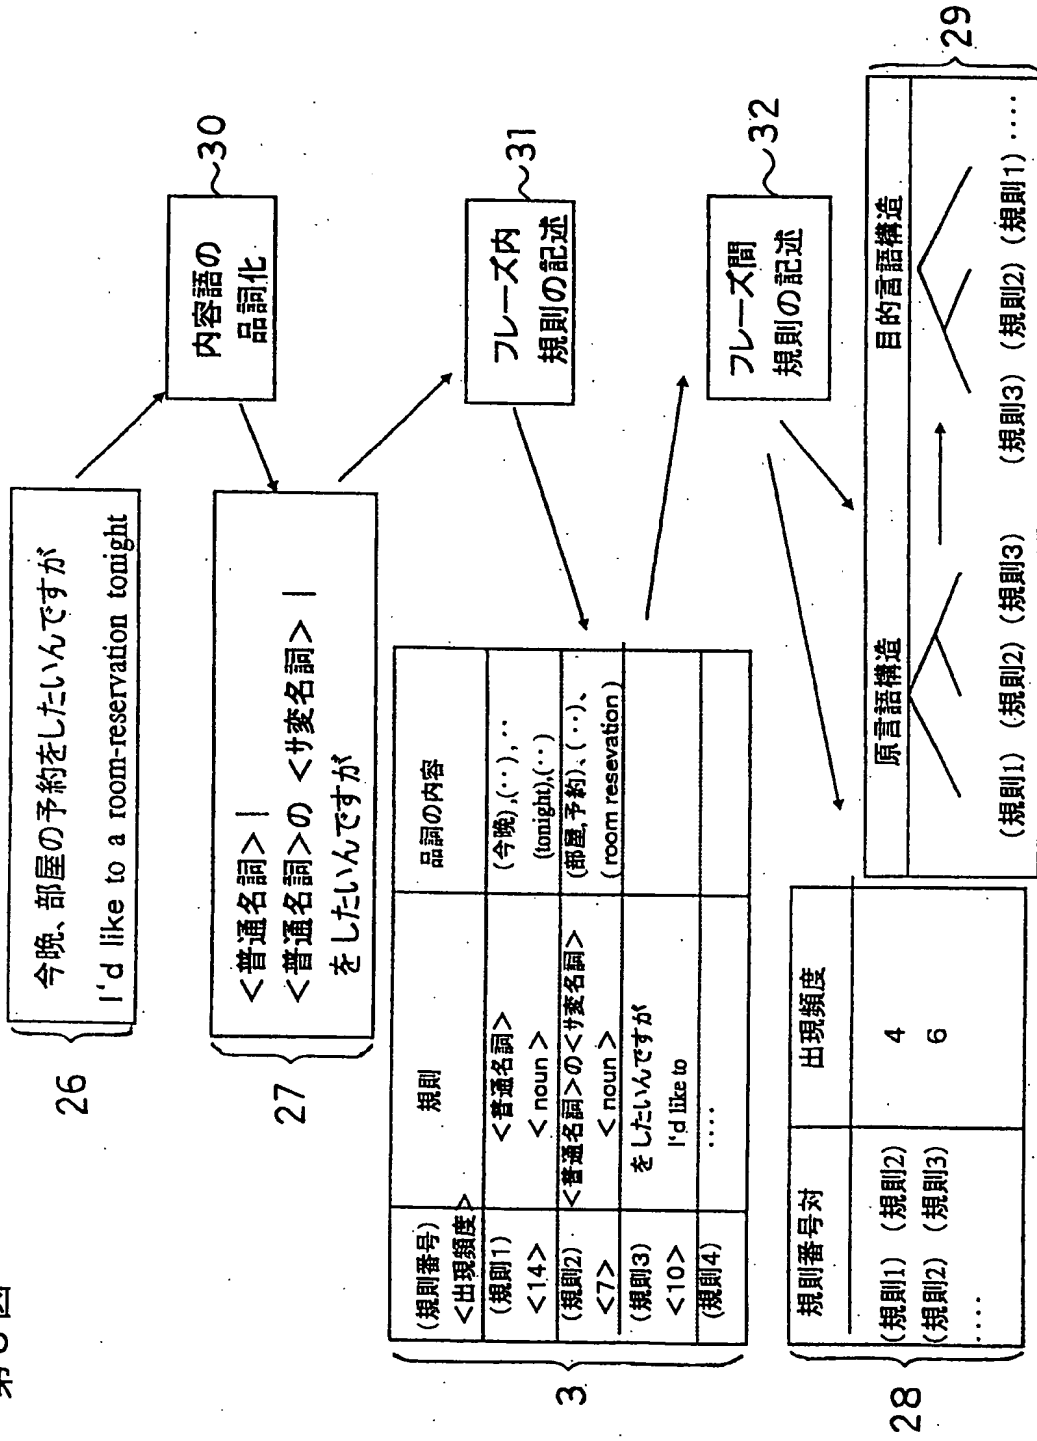 今晩、部屋の予約をしたいんですが
I'd like to a room-reservation tonight
26
内容語の
品詞化
30
<普通名詞>|
<普通名詞>の <サ変名詞> |
をしたいんですが
27
フレーズ内
規則の記述
31
(規則番号)
<出現頻度>
規則
品詞の内容
(規則1)
<14>
<普通名詞>
< noun >
(今晩),(··),··
(tonight),(··)
(規則2)
<7>
<普通名詞>の<サ変名詞>
< noun >
(部屋,予約)、(··)、
( room resevation)
(規則3)
<10>
をしたいんですが
I'd like to
(規則4)
····
3
フレーズ間
規則の記述
32
規則番号対
出現頻度
(規則1) (規則2)
4
(規則2) (規則3)
6
····
28
原言語構造
目的言語構造
(規則1) (規則2) (規則3)
(規則3) (規則2) (規則1) ····
29